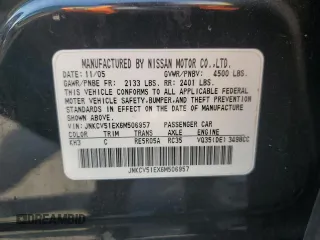 MANUFACTURED BY NISSAN MOTOR CO., LTD.
DATE: 11/05 GVWR/PNBV: 4500 LBS.
GAWR/PNBE FR: 2133 LBS. RR: 2401 LBS.
THIS VEHICLE CONFORMS TO ALL APPLICABLE FEDERAL
MOTOR VEHICLE SAFETY, BUMPER, AND THEFT PREVENTION
STANDARDS IN EFFECT ON THE DATE OF MANUFACTURE
SHOWN ABOVE.
VIN: JNKCV51EX6M506957 PASSENGER CAR
COLOR TRIM TRANS AXLE ENGINE
KH3 C RE5R05A RC35 VQ35(DE)
JNKCV51EX6M506957
DREAMBID